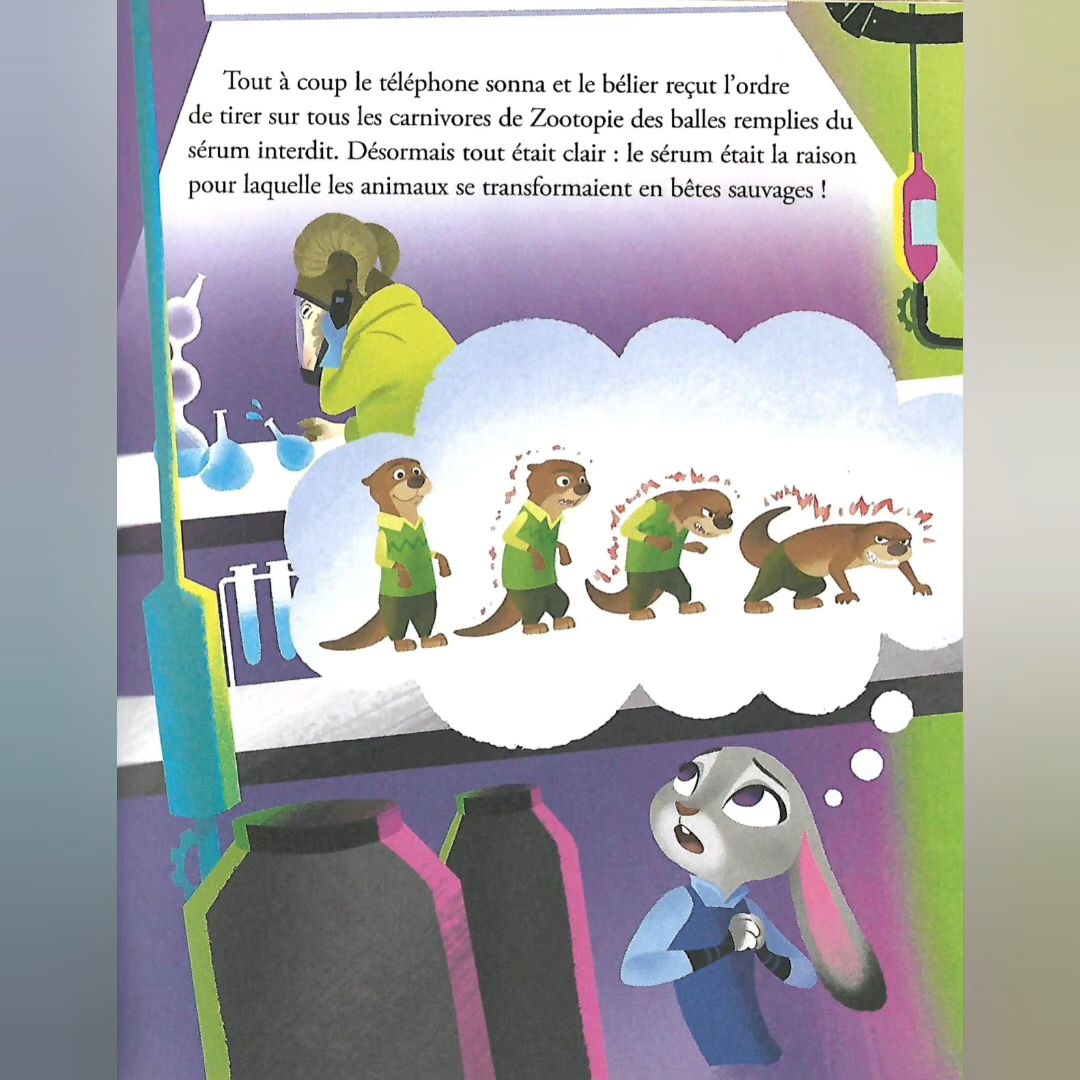 Tout à coup le téléphone sonna et le bélier reçut l'ordre
de tirer sur tous les carnivores de Zootopie des balles remplies du
sérum interdit. Désormais tout était clair : le sérum était la raison
pour laquelle les animaux se transformaient en bêtes sauvages !